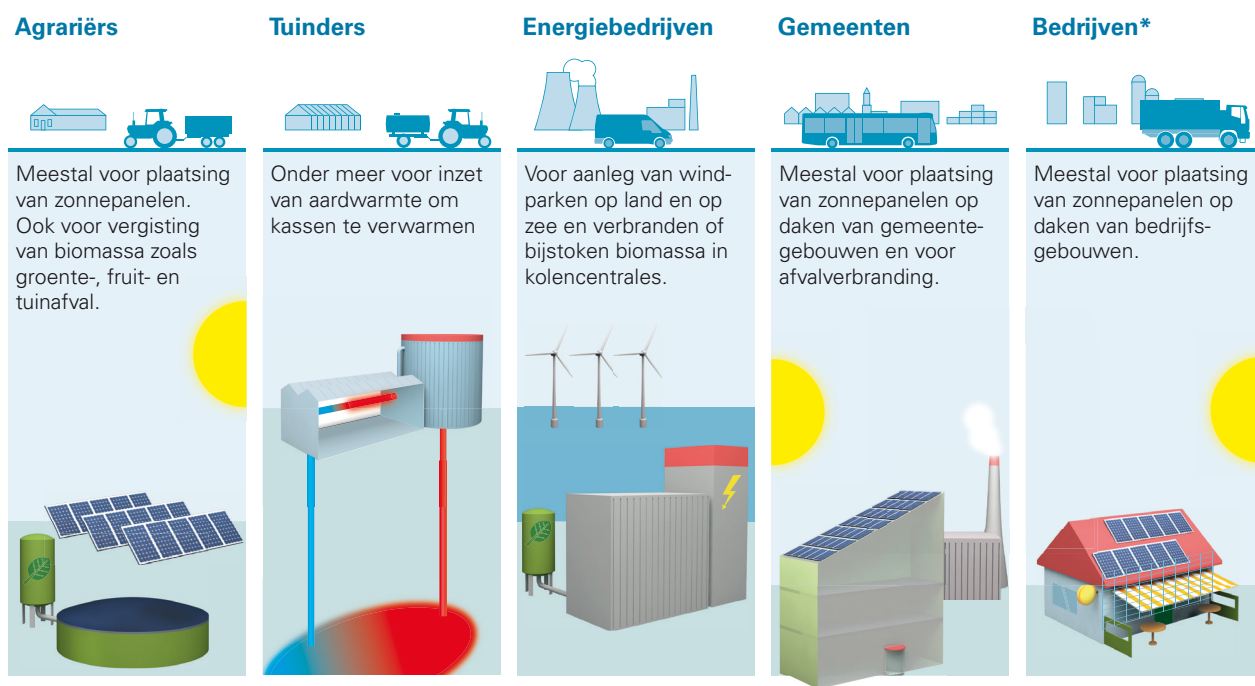 Agrariërs
Meestal voor plaatsing
van zonnepanelen.
Ook voor vergisting
van biomassa zoals
groente-, fruit- en
tuinafval.
Tuinders
Onder meer voor inzet
van aardwarmte om
kassen te verwarmen
Energiebedrijven
Voor aanleg van wind-
parken op land en op
zee en verbranden of
bijstoken biomassa in
kolencentrales.
Gemeenten
Meestal voor plaatsing
van zonnepanelen op
daken van gemeente-
gebouwen en voor
afvalverbranding.
Bedrijven*
Meestal voor plaatsing
van zonnepanelen op
daken van bedrijfs-
gebouwen.